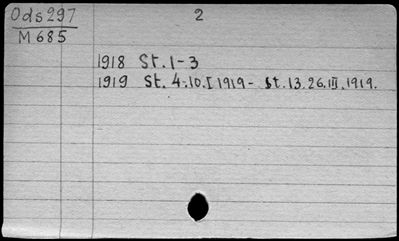 Ods 297
2
M 685
1918 St. 1-3
1919 St. 4.10.I 1919 - St. 13.26.III.1919.